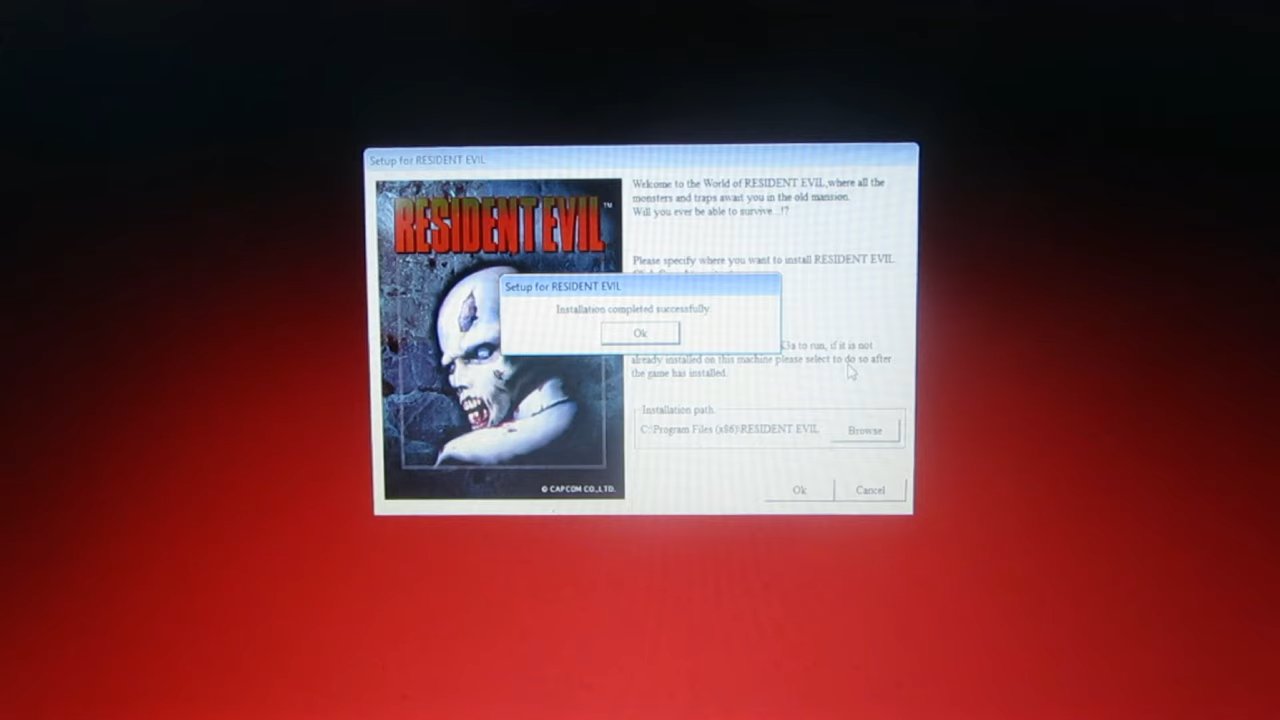 Setup for RESIDENT EVIL
RESIDENT EVIL™
© CAPCOM CO.,LTD.
Welcome to the World of RESIDENT EVIL,where all the
monsters and traps await you in the old mansion.
Will you ever be able to survive...!?
Please specify where you want to install RESIDENT EVIL.
Setup for RESIDENT EVIL
Installation completed successfully.
Ok
to run, if it is not
already installed on this machine please select to do so after
the game has installed.
Installation path
C:\Program Files (x86)\RESIDENT EVIL
Browse
Ok
Cancel